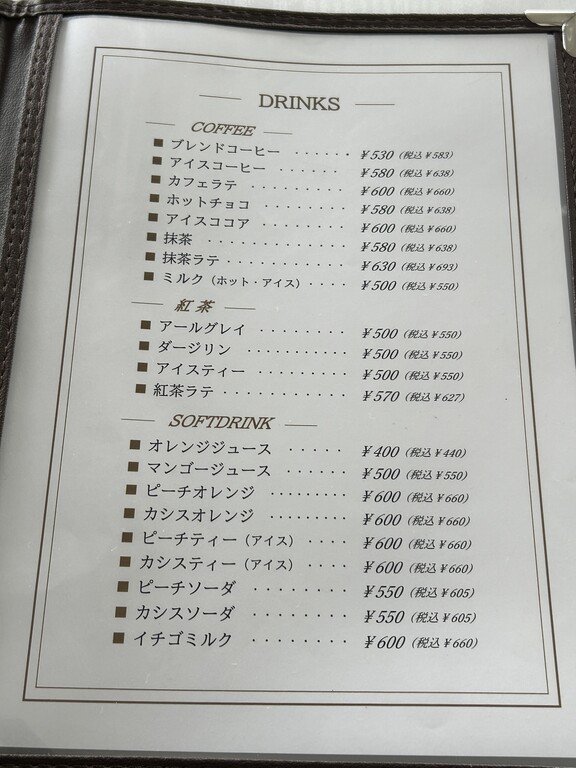 DRINKS
COFFEE
■ ブレンドコーヒー ・・・・・・ ¥530（税込¥583）
■ アイスコーヒー ・・・・・・ ¥580（税込¥638）
■ カフェラテ ・・・・・・・・・ ¥600（税込¥660）
■ ホットチョコ ・・・・・・・・ ¥580（税込¥638）
■ アイスココア ・・・・・・・・ ¥600（税込¥660）
■ 抹茶 ・・・・・・・・・・・・ ¥580（税込¥638）
■ 抹茶ラテ ・・・・・・・・・・ ¥630（税込¥693）
■ ミルク（ホット・アイス）・・・・ ¥500（税込¥550）
紅茶
■ アールグレイ ・・・・・・・・ ¥500（税込¥550）
■ ダージリン ・・・・・・・・・・ ¥500（税込¥550）
■ アイスティー ・・・・・・・・ ¥500（税込¥550）
■ 紅茶ラテ ・・・・・・・・・・ ¥570（税込¥627）
SOFTDRINK
■ オレンジジュース ・・・・・ ¥400（税込¥440）
■ マンゴージュース ・・・・・ ¥500（税込¥550）
■ ピーチオレンジ ・・・・・・・・ ¥600（税込¥660）
■ カシスオレンジ ・・・・・・・・ ¥600（税込¥660）
■ ピーチティー（アイス）・・・・ ¥600（税込¥660）
■ カシスティー（アイス）・・・・ ¥600（税込¥660）
■ ピーチソーダ ・・・・・・・・ ¥550（税込¥605）
■ カシスソーダ ・・・・・・・・ ¥550（税込¥605）
■ イチゴミルク ・・・・・・・・ ¥600（税込¥660）